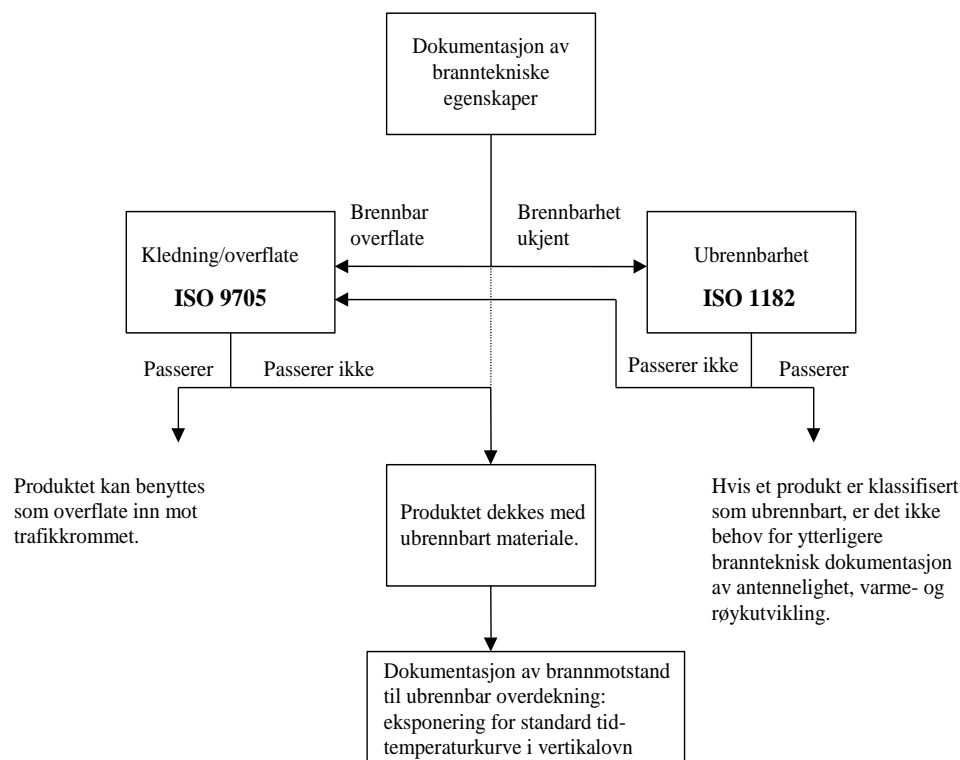 Dokumentasjon av
branntekniske
egenskaper
Brennbar
overflate
Brennbarhet
ukjent
Kledning/overflate
ISO 9705
Ubrennbarhet
ISO 1182
Passerer
Passerer ikke
Passerer ikke
Passerer
Produktet kan benyttes
som overflate inn mot
trafikkrommet.
Produktet dekkes med
ubrennbart materiale.
Hvis et produkt er klassifisert
som ubrennbart, er det ikke
behov for ytterligere
brannteknisk dokumentasjon
av antennelighet, varme- og
røykutvikling.
Dokumentasjon av brannmotstand
til ubrennbar overdekning:
eksponering for standard tid-
temperaturkurve i vertikalovn